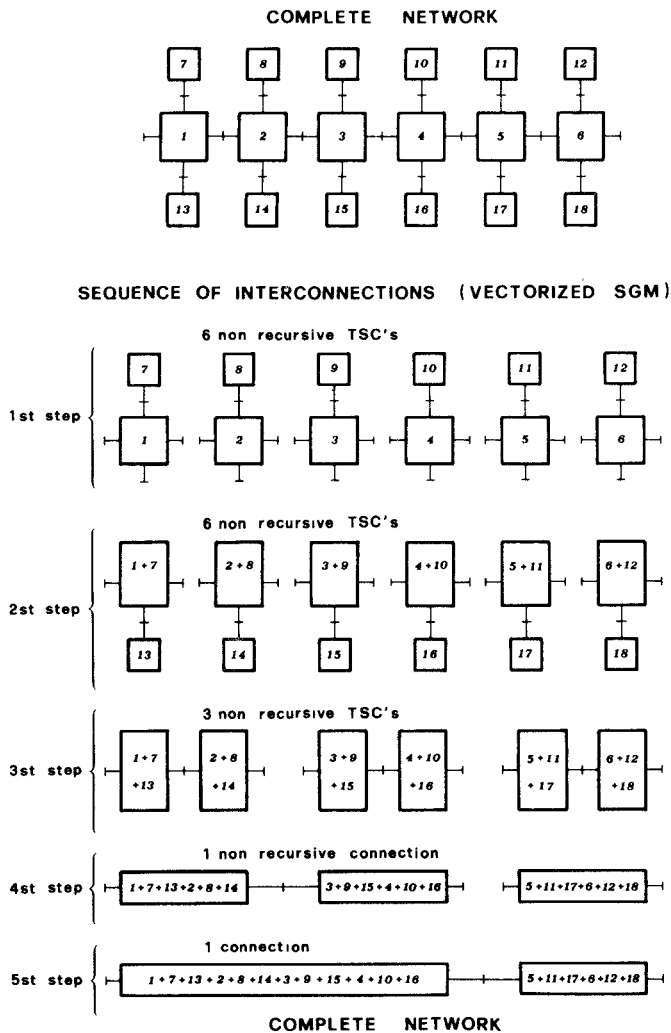 COMPLETE NETWORK
7 8 9 10 11 12
1 2 3 4 5 6
13 14 15 16 17 18
SEQUENCE OF INTERCONNECTIONS (VECTORIZED SGM)
6 non recursive TSC's
7 8 9 10 11 12
1st step
1 2 3 4 5 6
6 non recursive TSC's
1+7 2+8 3+9 4+10 5+11 6+12
2st step
13 14 15 16 17 18
3 non recursive TSC's
1+7 2+8 3+9 4+10 5+11 6+12
3st step
+13 +14 +15 +16 +17 +18
1 non recursive connection
4st step
1+7+13+2+8+14 3+9+15+4+10+16 5+11+17+6+12+18
1 connection
5st step
1+7+13+2+8+14+3+9+15+4+10+16 5+11+17+6+12+18
COMPLETE NETWORK